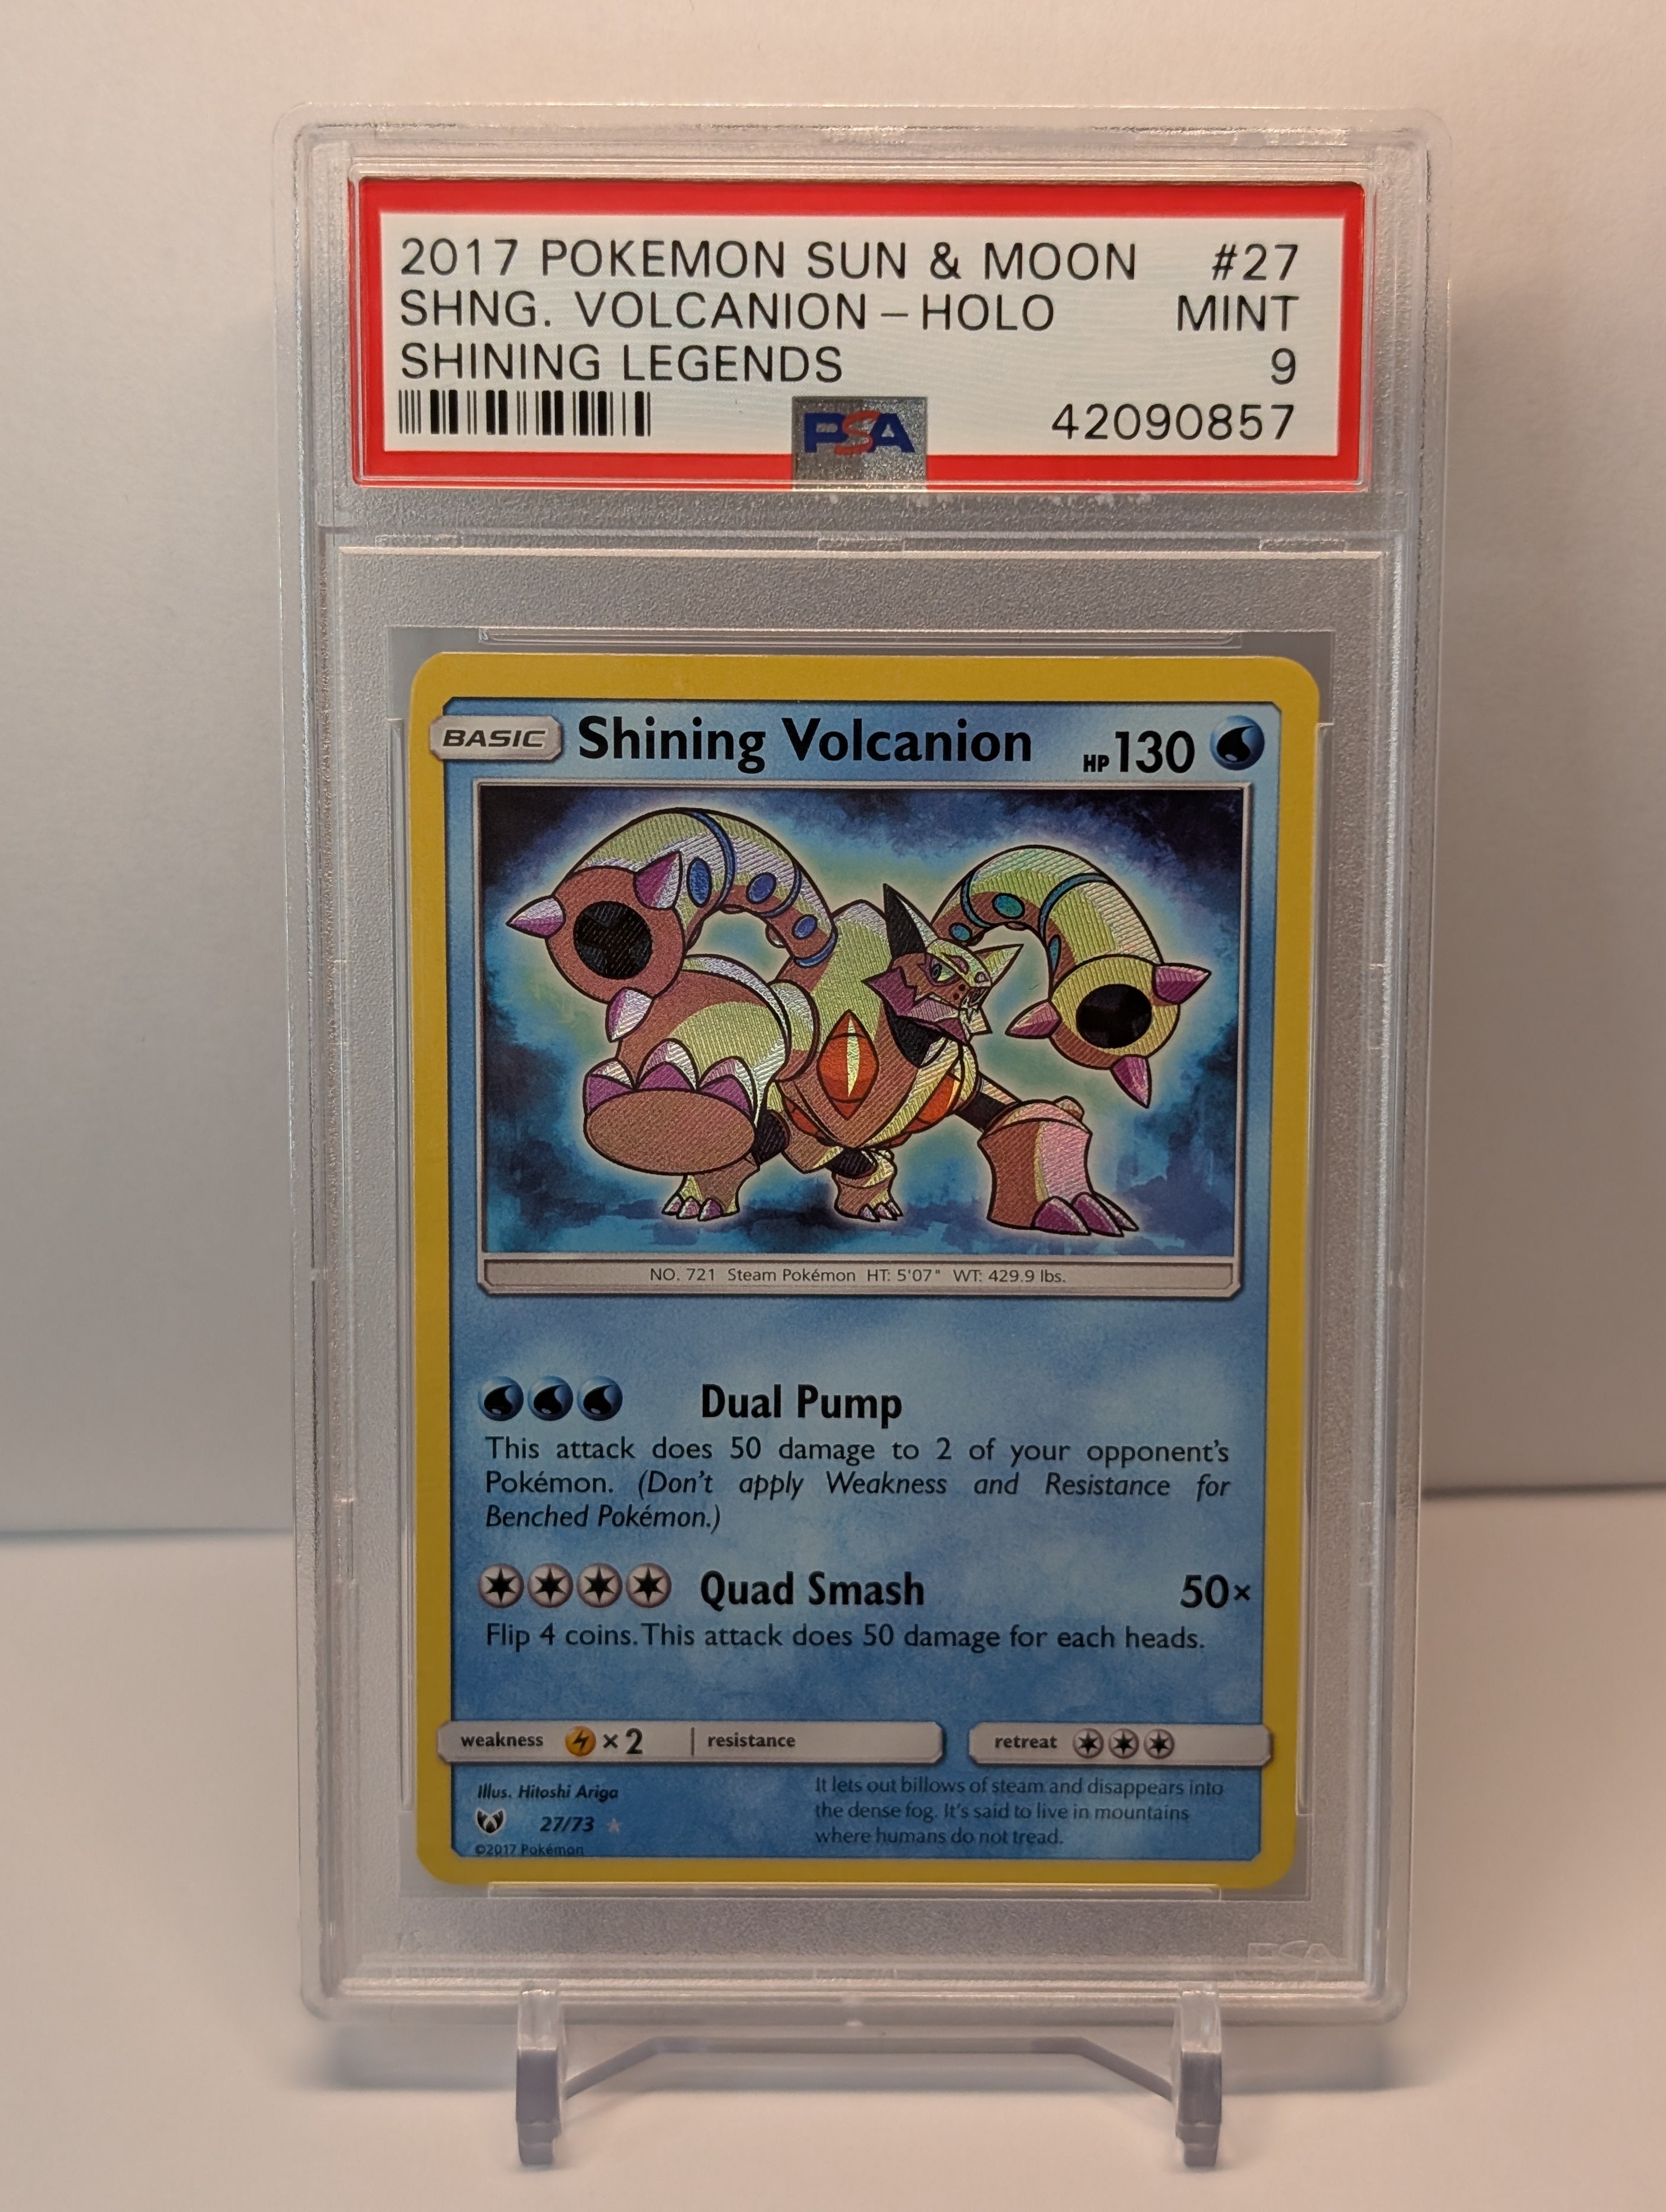 2017 POKEMON SUN & MOON #27
SHNG. VOLCANION – HOLO MINT
SHINING LEGENDS 9
PSA 42090857
BASIC Shining Volcanion HP 130
NO. 721 Steam Pokémon HT: 5'07" WT: 429.9 lbs.
Dual Pump
This attack does 50 damage to 2 of your opponent's
Pokémon. (Don't apply Weakness and Resistance for
Benched Pokémon.)
Quad Smash 50×
Flip 4 coins. This attack does 50 damage for each heads.
weakness × 2 resistance retreat
Illus. Hitoshi Ariga
27/73
©2017 Pokémon
It lets out billows of steam and disappears into
the dense fog. It's said to live in mountains
where humans do not tread.
PSA